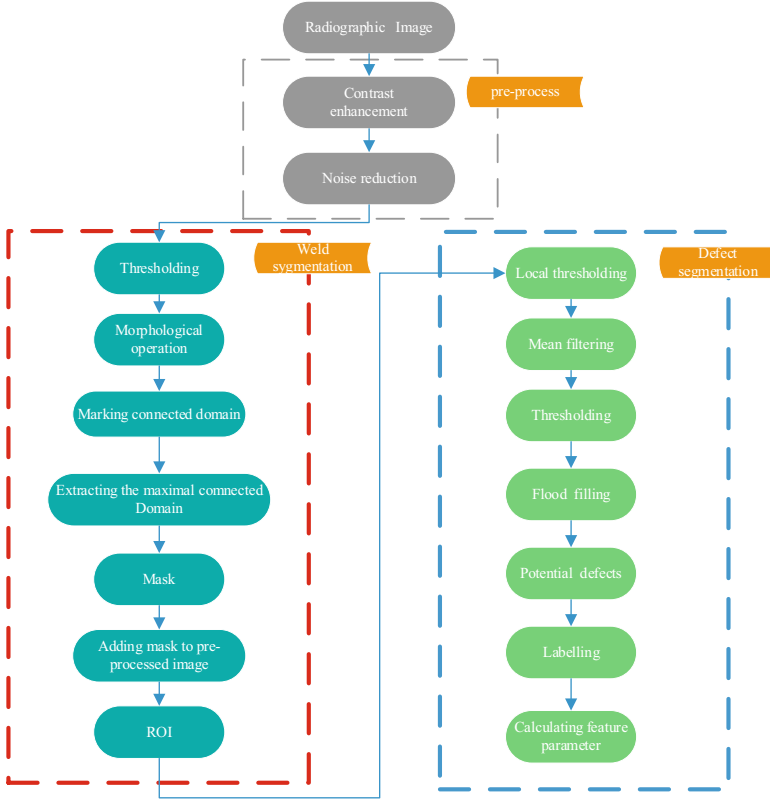 Radiographic Image
Contrast
enhancement
pre-process
Noise reduction
Weld
sygmentation
Thresholding
Morphological
operation
Marking connected domain
Extracting the maximal connected
Domain
Mask
Adding mask to pre-
processed image
ROI
Defect
segmentation
Local thresholding
Mean filtering
Thresholding
Flood filling
Potential defects
Labelling
Calculating feature
parameter